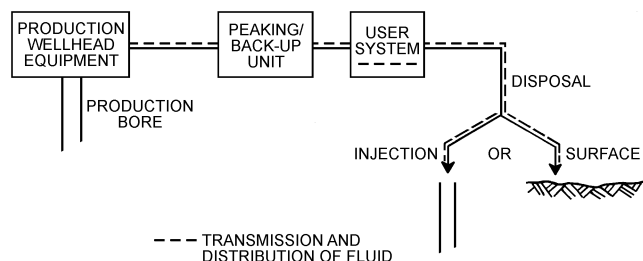 PRODUCTION
WELLHEAD
EQUIPMENT
PEAKING/
BACK-UP
UNIT
USER
SYSTEM
PRODUCTION
BORE
DISPOSAL
INJECTION
OR
SURFACE
TRANSMISSION AND
DISTRIBUTION OF FLUID